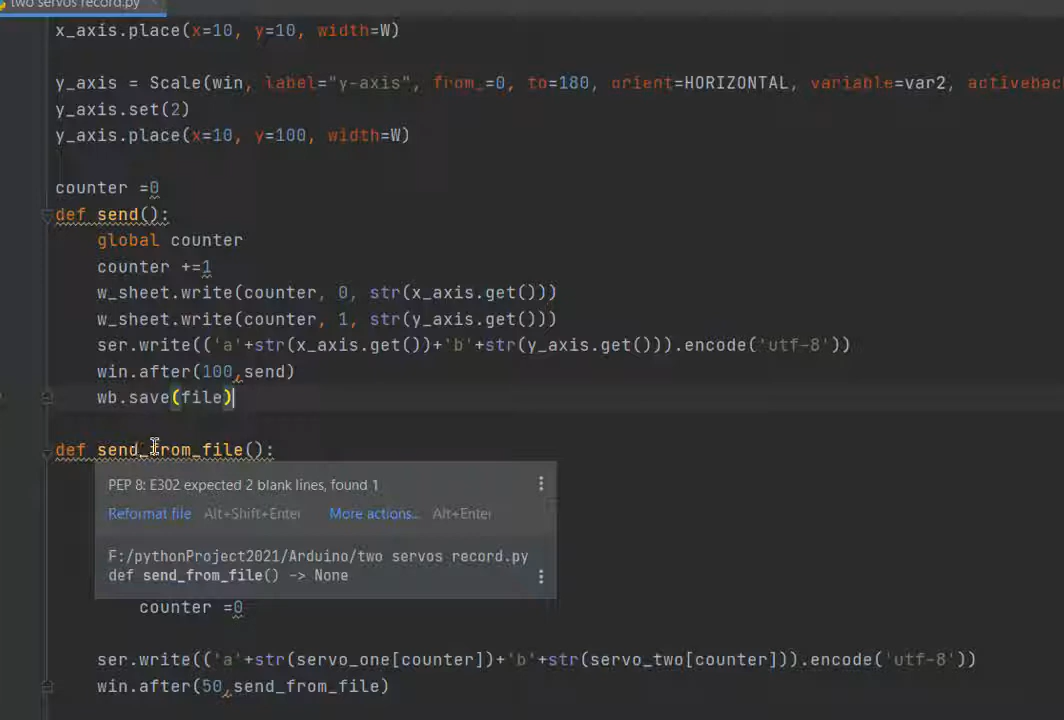 two servos record.py
x_axis.place(x=10, y=10, width=W)
y_axis = Scale(win, label="y-axis", from_=0, to=180, orient=HORIZONTAL, variable=var2, activeback
y_axis.set(2)
y_axis.place(x=10, y=100, width=W)
counter =0
def send():
global counter
counter +=1
w_sheet.write(counter, 0, str(x_axis.get()))
w_sheet.write(counter, 1, str(y_axis.get()))
ser.write(('a'+str(x_axis.get())+'b'+str(y_axis.get())).encode('utf-8'))
win.after(100,send)
wb.save(file)
def send_from_file():
PEP 8: E302 expected 2 blank lines, found 1
Reformat file Alt+Shift+Enter More actions... Alt+Enter
F:/pythonProject2021/Arduino/two servos record.py
def send_from_file() -> None
counter =0
ser.write(('a'+str(servo_one[counter])+'b'+str(servo_two[counter])).encode('utf-8'))
win.after(50,send_from_file)